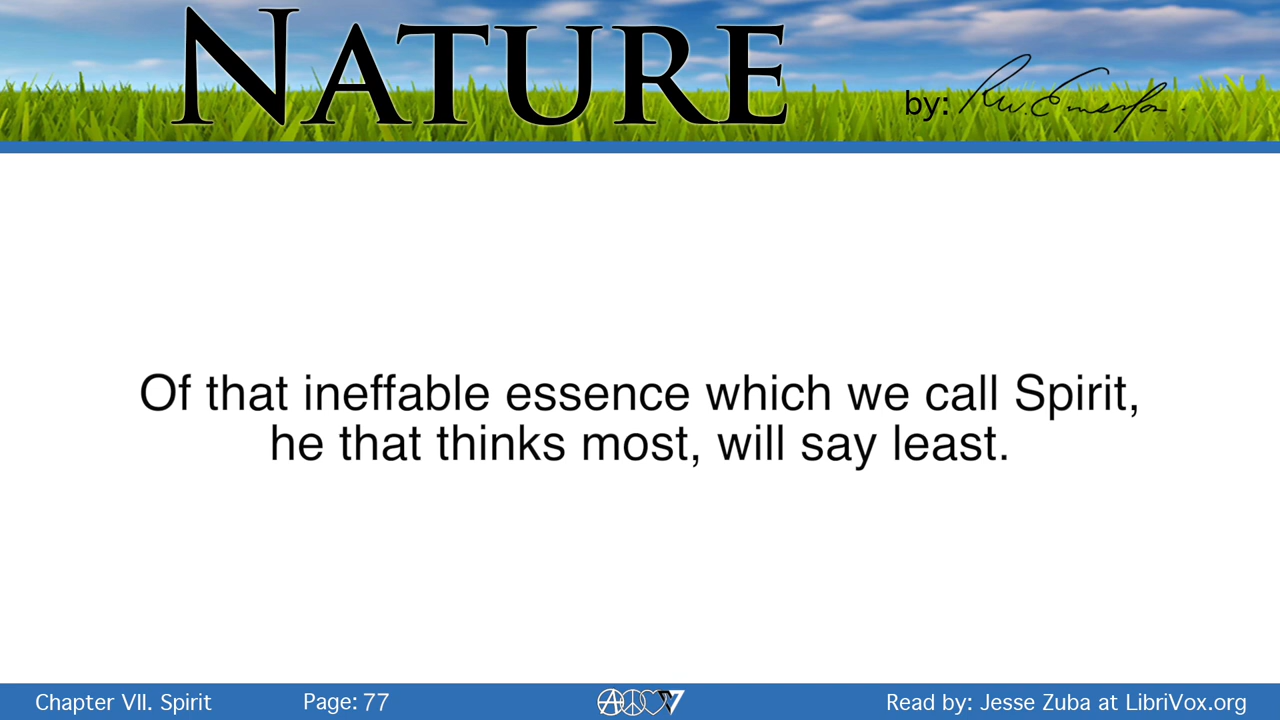 NATURE
by: R.W. Emerson.
Of that ineffable essence which we call Spirit,
he that thinks most, will say least.
Chapter VII. Spirit
Page: 77
Read by: Jesse Zuba at LibriVox.org